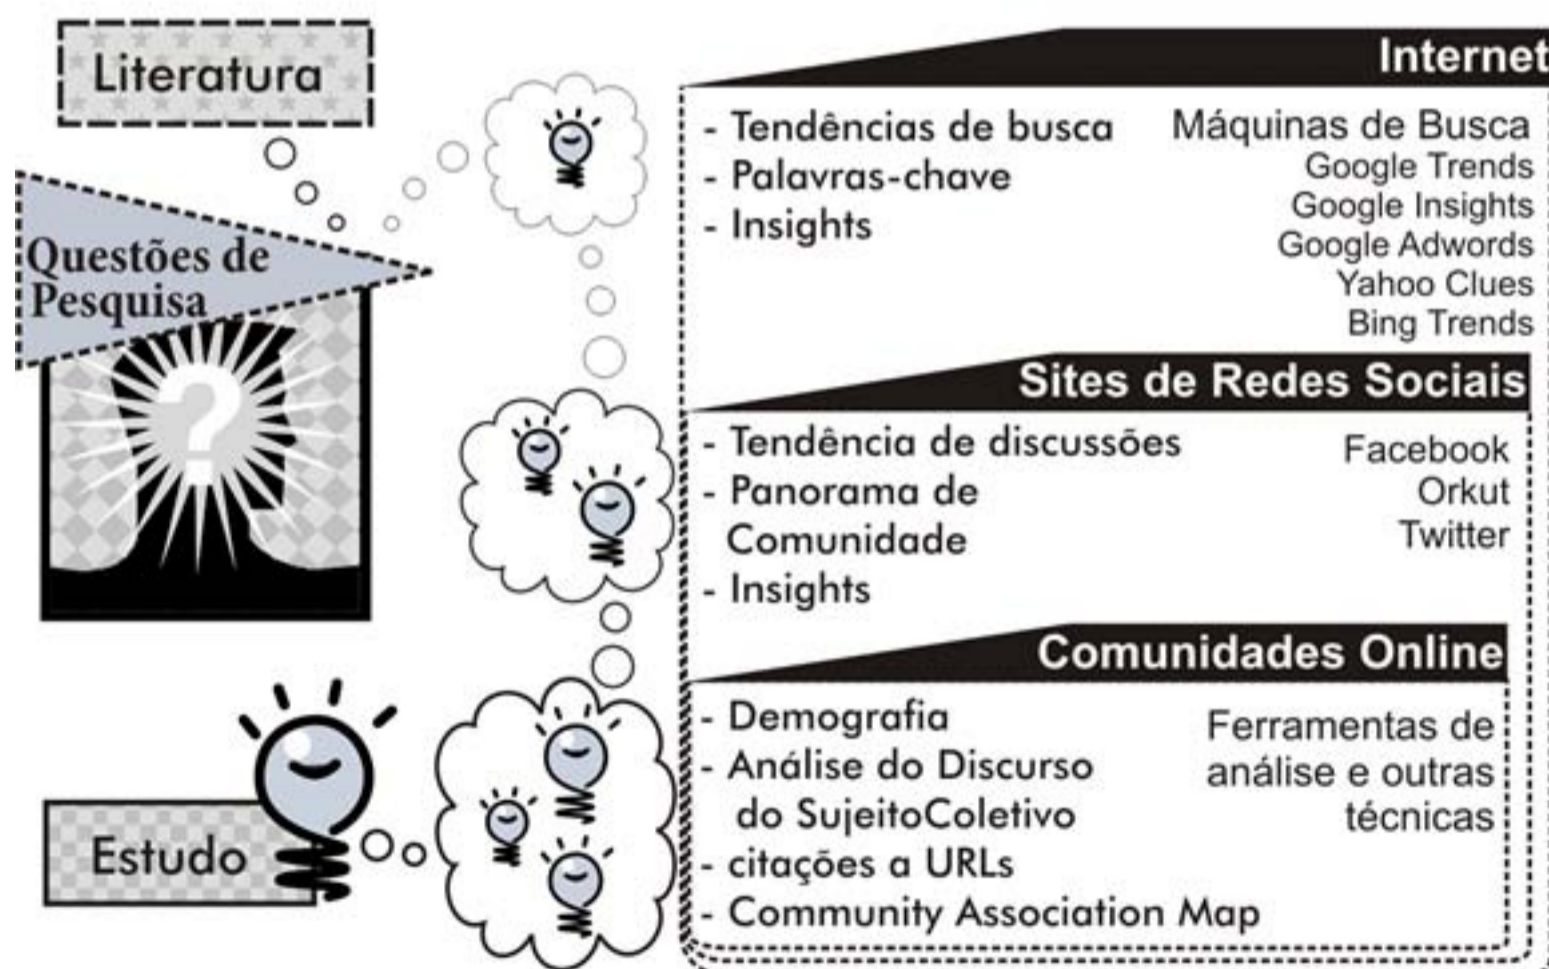 Literatura
Questões de
Pesquisa
?
Estudo
Internet
- Tendências de busca
- Palavras-chave
- Insights
Máquinas de Busca
Google Trends
Google Insights
Google Adwords
Yahoo Clues
Bing Trends
Sites de Redes Sociais
- Tendência de discussões
- Panorama de
Comunidade
- Insights
Facebook
Orkut
Twitter
Comunidades Online
- Demografia
- Análise do Discurso
do SujeitoColetivo
- citações a URLs
- Community Association Map
Ferramentas de
análise e outras
técnicas